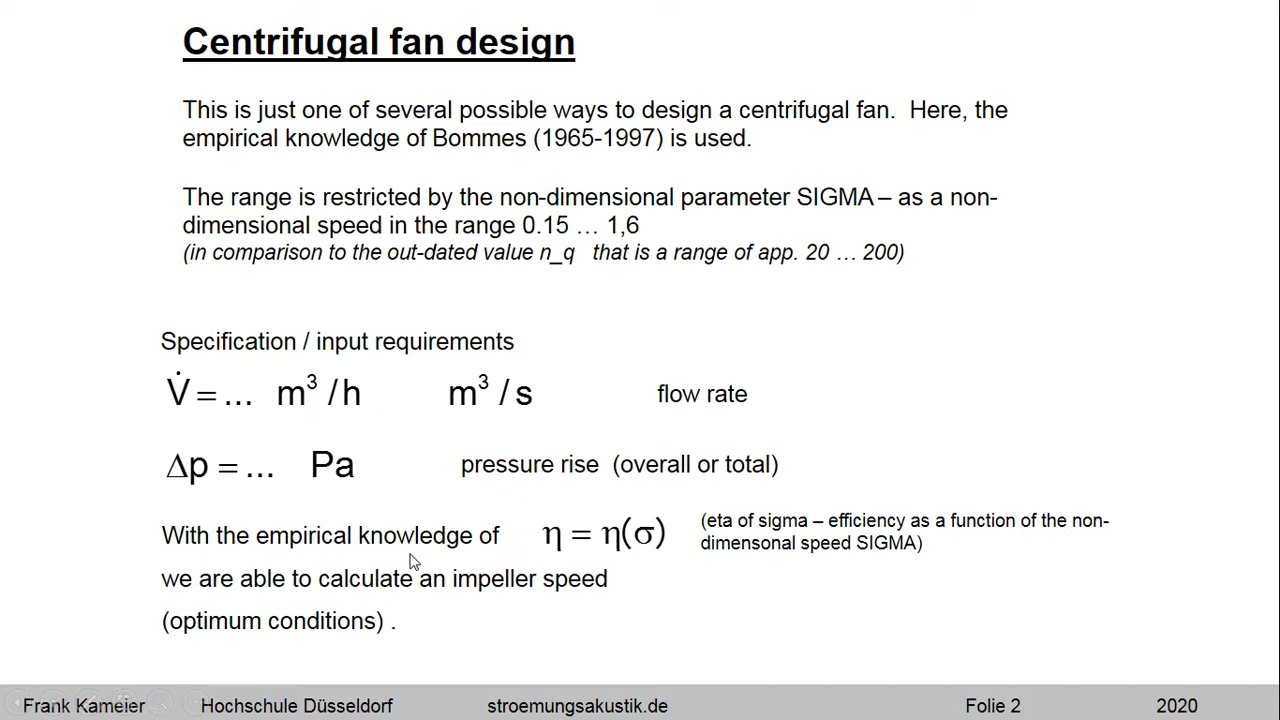 Centrifugal fan design
This is just one of several possible ways to design a centrifugal fan.  Here, the
empirical knowledge of Bommes (1965-1997) is used.
The range is restricted by the non-dimensional parameter SIGMA – as a non-
dimensional speed in the range 0.15 … 1,6
(in comparison to the out-dated value n_q   that is a range of app. 20 … 200)
Specification / input requirements
V̇ = ...   m³ / h   m³ / s   flow rate
Δp = ...   Pa   pressure rise  (overall or total)
With the empirical knowledge of   η = η(σ)   (eta of sigma – efficiency as a function of the non-
dimensonal speed SIGMA)
we are able to calculate an impeller speed
(optimum conditions) .
Frank Kameier   Hochschule Düsseldorf   stroemungsakustik.de   Folie 2   2020